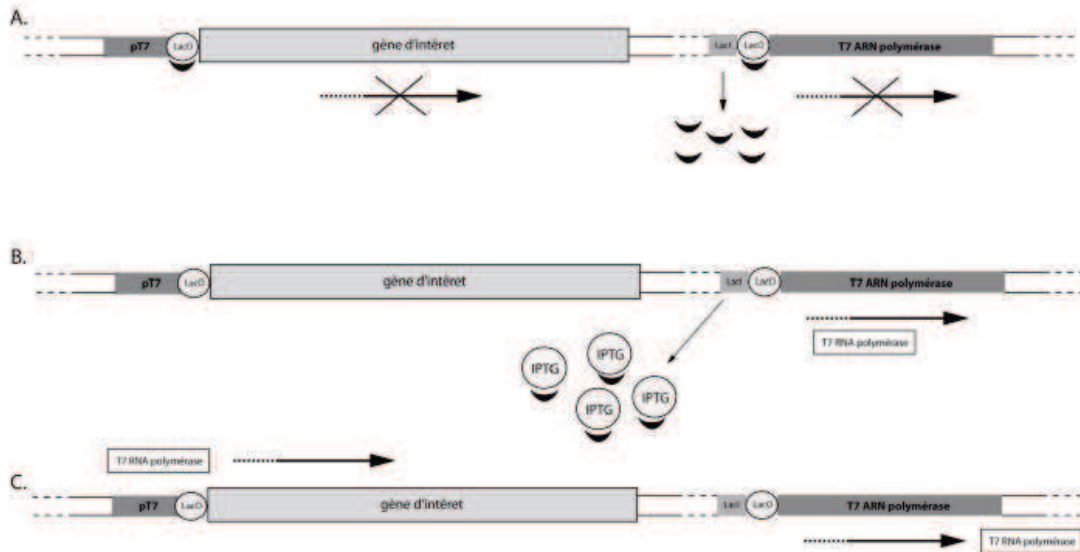 A.
pT7 LacO gène d'intéret LacI LacO T7 ARN polymérase
B.
pT7 LacO gène d'intéret LacI LacO T7 ARN polymérase
T7 RNA polymérase
IPTG IPTG IPTG IPTG
T7 RNA polymérase
C.
pT7 LacO gène d'intéret LacI LacO T7 ARN polymérase
T7 RNA polymérase